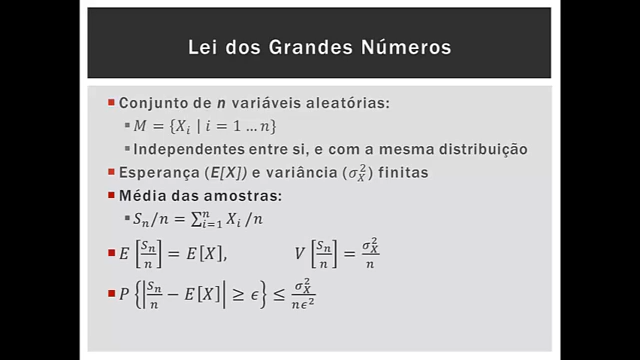 Lei dos Grandes Números
Conjunto de n variáveis aleatórias:
M = {X_i | i = 1 … n}
Independentes entre si, e com a mesma distribuição
Esperança (E[X]) e variância (σ_X^2) finitas
Média das amostras:
S_n/n = ∑_{i=1}^n X_i /n
E [S_n/n] = E[X], V [S_n/n] = σ_X^2/n
P {|S_n/n − E[X]| ≥ ϵ} ≤ σ_X^2/nϵ^2